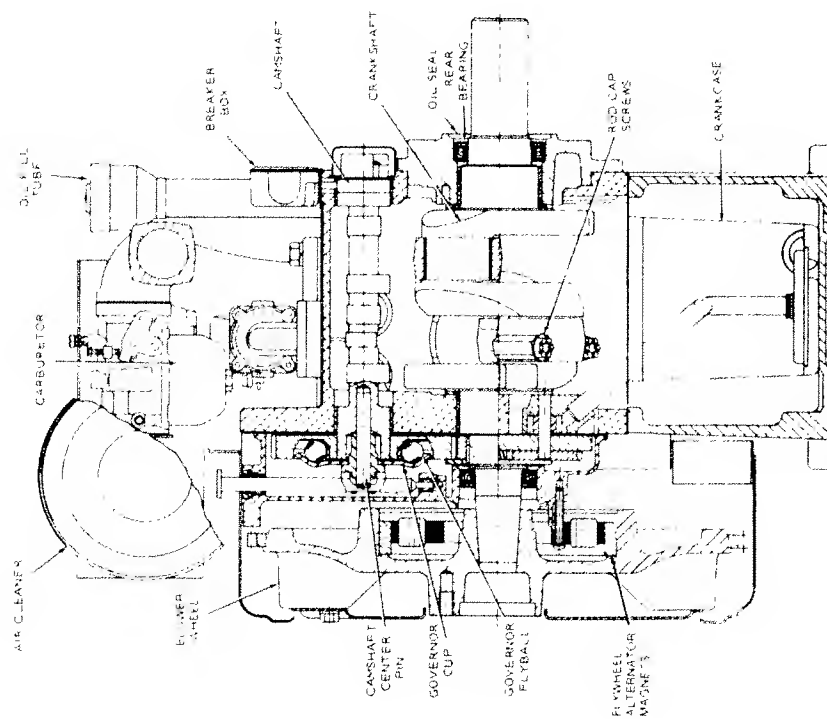 OIL FILL
TUBE
BREAKER
BOX
CAMSHAFT
CRANKSHAFT
OIL SEAL
REAR
BEARING
ROD CAP
SCREWS
CRANKCASE
CARBURETOR
AIR CLEANER
BLOWER
WHEEL
CAMSHAFT
CENTER
PIN
GOVERNOR
CUP
GOVERNOR
FLYBALL
FLYWHEEL
ALTERNATOR
MAGNETS